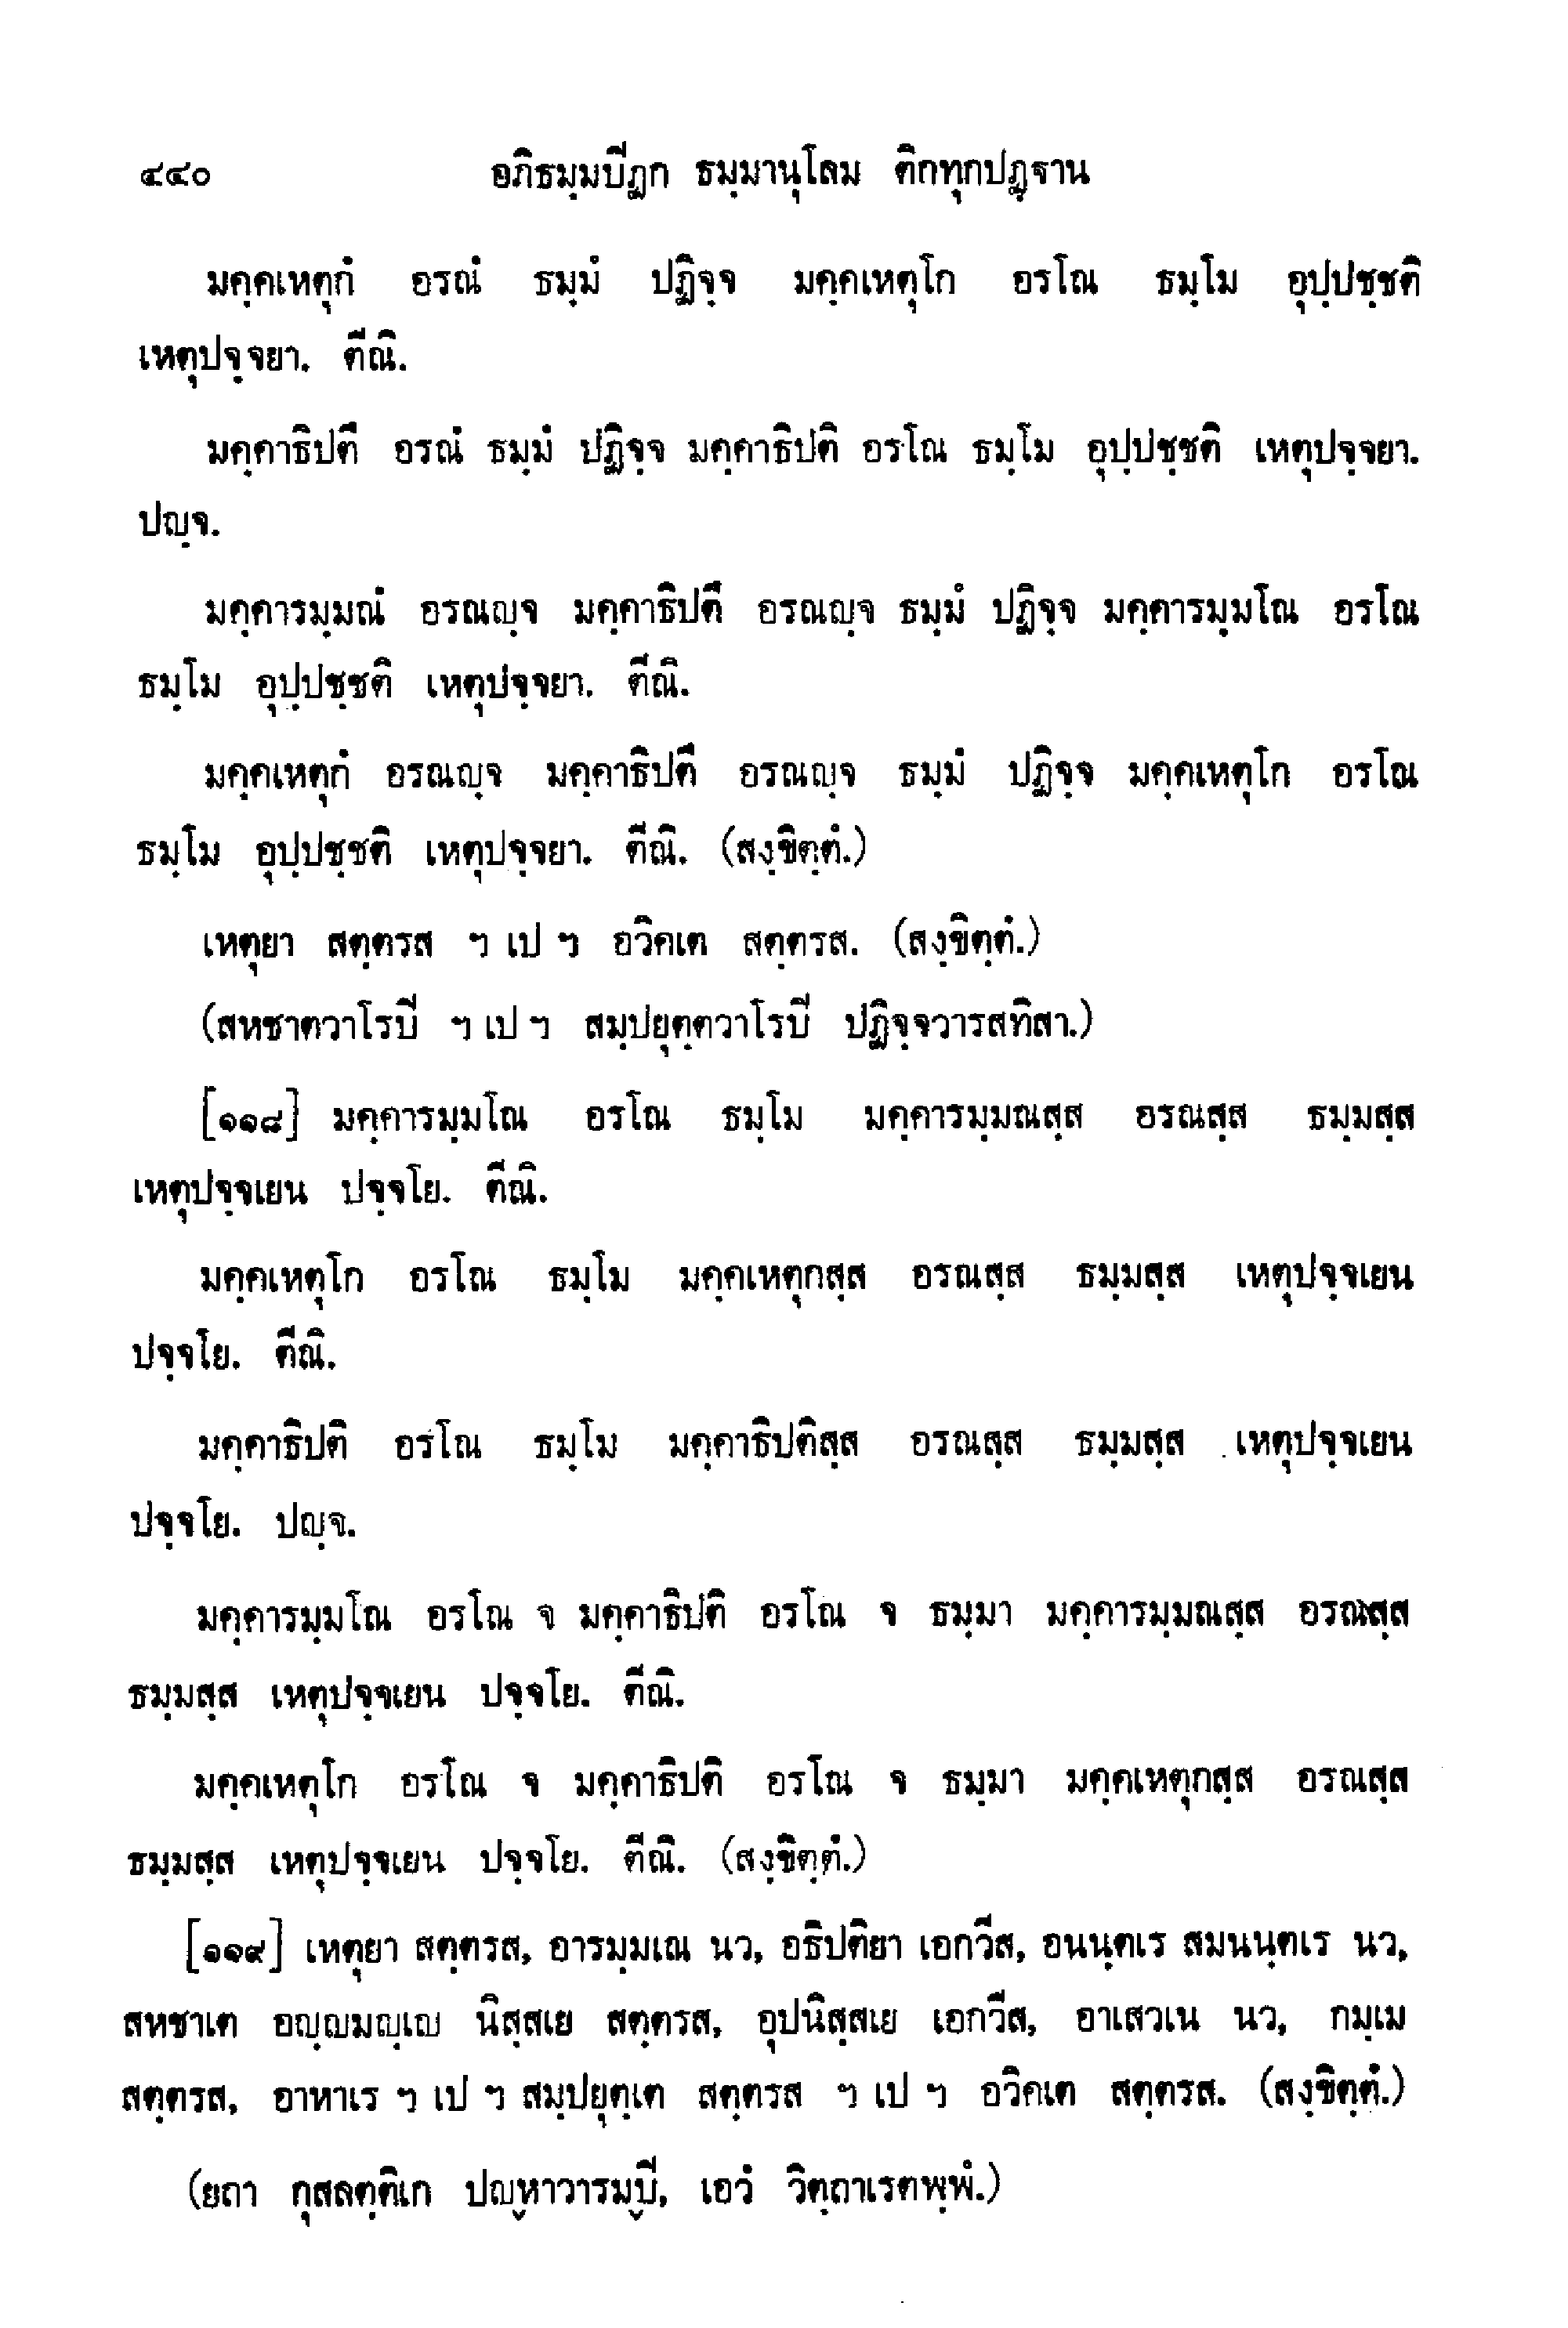 ๔๔๐ อภิธมฺมปีฏก ธมฺมานุโลม ติกทุกปฏฺฐาน
มคฺคเหตุกํ อรณํ ธมฺมํ ปฏิจฺจ มคฺคเหตุโก อรโณ ธมฺโม อุปฺปชฺชติ
เหตุปจฺจยา. ตีณิ.
มคฺคาธิปตึ อรณํ ธมฺมํ ปฏิจฺจ มคฺคาธิปติ อรโณ ธมฺโม อุปฺปชฺชติ เหตุปจฺจยา.
ปญฺจ.
มคฺคารมฺมณํ อรณญฺจ มคฺคาธิปตึ อรณญฺจ ธมฺมํ ปฏิจฺจ มคฺคารมฺมโณ อรโณ
ธมฺโม อุปฺปชฺชติ เหตุปจฺจยา. ตีณิ.
มคฺคเหตุกํ อรณญฺจ มคฺคาธิปตึ อรณญฺจ ธมฺมํ ปฏิจฺจ มคฺคเหตุโก อรโณ
ธมฺโม อุปฺปชฺชติ เหตุปจฺจยา. ตีณิ. (สงฺขิตฺตํ.)
เหตุยา สตฺตรส ฯ เป ฯ อวิคเต สตฺตรส. (สงฺขิตฺตํ.)
(สหชาตวาโรปี ฯ เป ฯ สมฺปยุตฺตวาโรปี ปฏิจฺจวารสทิสา.)
[๑๑๘] มคฺคารมฺมโณ อรโณ ธมฺโม มคฺคารมฺมณสฺส อรณสฺส ธมฺมสฺส
เหตุปจฺจเยน ปจฺจโย. ตีณิ.
มคฺคเหตุโก อรโณ ธมฺโม มคฺคเหตุกสฺส อรณสฺส ธมฺมสฺส เหตุปจฺจเยน
ปจฺจโย. ตีณิ.
มคฺคาธิปติ อรโณ ธมฺโม มคฺคาธิปติสฺส อรณสฺส ธมฺมสฺส เหตุปจฺจเยน
ปจฺจโย. ปญฺจ.
มคฺคารมฺมโณ อรโณ จ มคฺคาธิปติ อรโณ จ ธมฺมา มคฺคารมฺมณสฺส อรณสฺส
ธมฺมสฺส เหตุปจฺจเยน ปจฺจโย. ตีณิ.
มคฺคเหตุโก อรโณ จ มคฺคาธิปติ อรโณ จ ธมฺมา มคฺคเหตุกสฺส อรณสฺส
ธมฺมสฺส เหตุปจฺจเยน ปจฺจโย. ตีณิ. (สงฺขิตฺตํ.)
[๑๑๙] เหตุยา สตฺตรส, อารมฺมเณ นว, อธิปติยา เอกวีส, อนนฺตเร สมนนฺตเร นว,
สหชาเต อญฺญมญฺเญ นิสฺสเย สตฺตรส, อุปนิสฺสเย เอกวีส, อาเสวเน นว, กมฺเม
สตฺตรส, อาหาเร ฯ เป ฯ สมฺปยุตฺเต สตฺตรส ฯ เป ฯ อวิคเต สตฺตรส. (สงฺขิตฺตํ.)
(ยถา กุสลตฺติเก ปญฺหาวารมฺปี, เอวํ วิตฺถาเรตพฺพํ.)